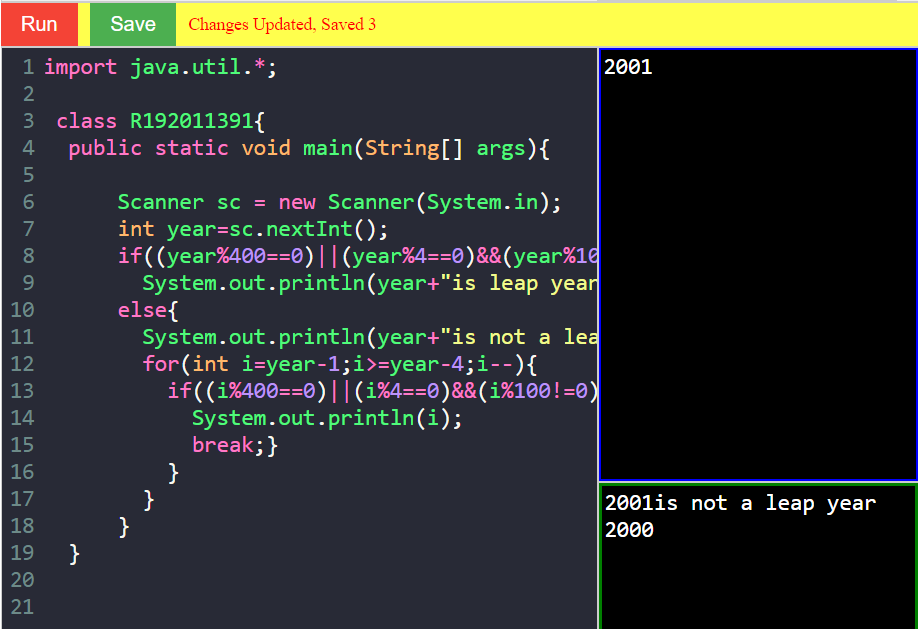 Run Save Changes Updated, Saved 3
1 import java.util.*;
2
3 class R192011391{
4 public static void main(String[] args){
5
6 Scanner sc = new Scanner(System.in);
7 int year=sc.nextInt();
8 if((year%400==0)||(year%4==0)&&(year%10
9 System.out.println(year+"is leap year
10 else{
11 System.out.println(year+"is not a lea
12 for(int i=year-1;i>=year-4;i--){
13 if((i%400==0)||(i%4==0)&&(i%100!=0)
14 System.out.println(i);
15 break;}
16 }
17 }
18 }
19 }
20
21
2001
2001is not a leap year
2000